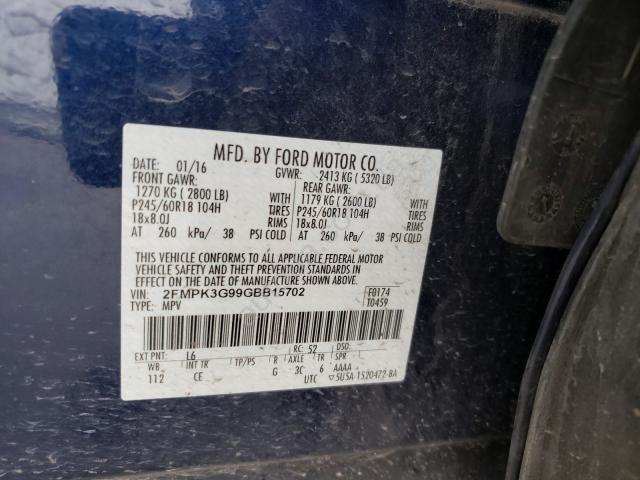 MFD. BY FORD MOTOR CO.
DATE: 01/16 GVWR: 2413 KG ( 5320 LB)
FRONT GAWR: REAR GAWR:
1270 KG ( 2800 LB) WITH 1179 KG ( 2600 LB) WITH
P245/60R18 104H TIRES P245/60R18 104H TIRES
18x8.0J RIMS 18x8.0J RIMS
AT 260 kPa/ 38 PSI COLD AT 260 kPa/ 38 PSI COLD
THIS VEHICLE CONFORMS TO ALL APPLICABLE FEDERAL MOTOR
VEHICLE SAFETY AND THEFT PREVENTION STANDARDS IN
EFFECT ON THE DATE OF MANUFACTURE SHOWN ABOVE.
VIN: 2FMPK3G99GBB15702 F0174
TYPE: MPV T0459
EXT PNT: L6 RC: 52 DSO:
WB INT TR TP/PS R AXLE TR SPR
112 CE G 3C 6 AAAA
UTC ▽5U5A-1520472-BA